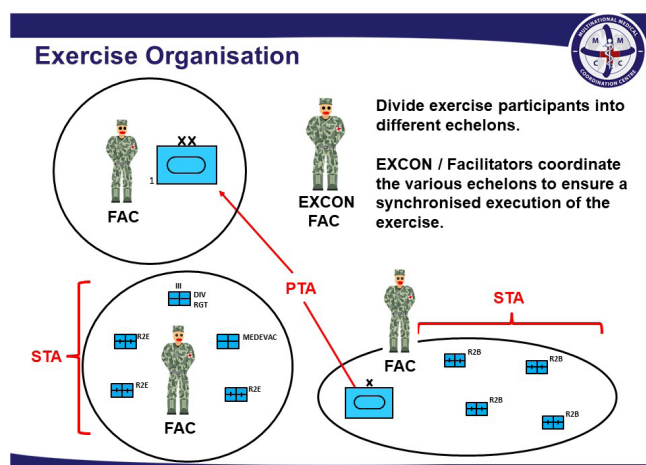 Exercise Organisation
MULTINATIONAL MEDICAL
COORDINATION CENTRE
M M
C C
XX
1
FAC
EXCON
FAC
Divide exercise participants into
different echelons.
EXCON / Facilitators coordinate
the various echelons to ensure a
synchronised execution of the
exercise.
PTA
STA
III
DIV
RGT
R2E
MEDEVAC
R2E
R2E
FAC
STA
FAC
X
R2B
R2B
R2B
R2B